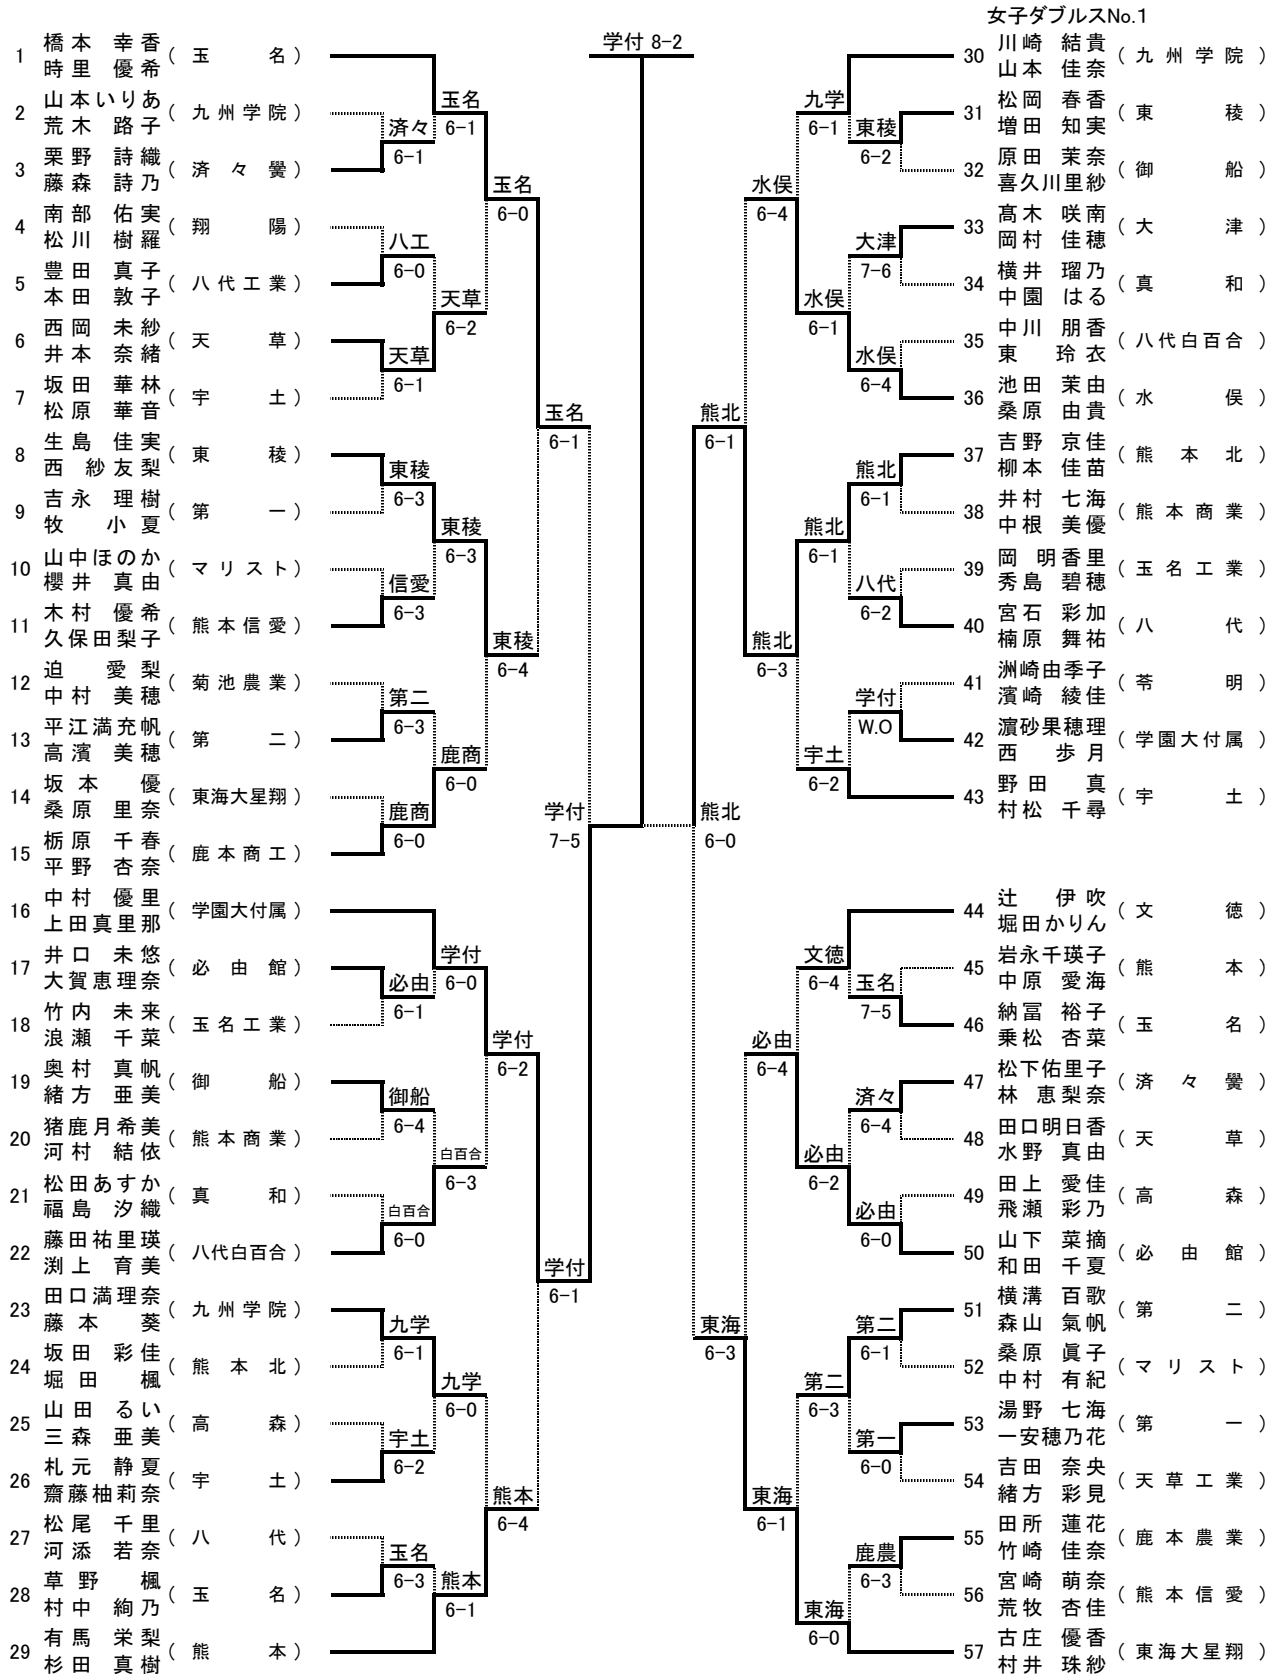 女子ダブルスNo.1
学付 8-2
1 橋本 幸香 時里 優希 (玉名)
2 山本いりあ 荒木 路子 (九州学院)
3 栗野 詩織 藤森 詩乃 (済々黌)
4 南部 佑実 松川 樹羅 (翔陽)
5 豊田 真子 本田 敦子 (八代工業)
6 西岡 未紗 井本 奈緒 (天草)
7 坂田 華林 松原 華音 (宇土)
8 生島 佳実 西 紗友梨 (東稜)
9 吉永 理樹 牧 小夏 (第一)
10 山中ほのか 櫻井 真由 (マリスト)
11 木村 優希 久保田梨子 (熊本信愛)
12 迫 愛梨 中村 美穂 (菊池農業)
13 平江満充帆 高濱 美穂 (第二)
14 坂本 優 桑原 里奈 (東海大星翔)
15 栃原 千春 平野 杏奈 (鹿本商工)
16 中村 優里 上田真里那 (学園大付属)
17 井口 未悠 大賀恵理奈 (必由館)
18 竹内 未来 浪瀬 千菜 (玉名工業)
19 奥村 真帆 緒方 亜美 (御船)
20 猪鹿月希美 河村 結依 (熊本商業)
21 松田あすか 福島 汐織 (真和)
22 藤田祐里瑛 渕上 育美 (八代白百合)
23 田口満理奈 藤本 葵 (九州学院)
24 坂田 彩佳 堀田 楓 (熊本北)
25 山田 るい 三森 亜美 (高森)
26 札元 静夏 齋藤柚莉奈 (宇土)
27 松尾 千里 河添 若奈 (八代)
28 草野 楓 村中 絢乃 (玉名)
29 有馬 栄梨 杉田 真樹 (熊本)
済々 6-1
八工 6-0
天草 6-1
東稜 6-3
信愛 6-3
第二 6-3
鹿商 6-0
必由 6-1
御船 6-4
白百合 6-0
九学 6-1
宇土 6-2
玉名 6-3
玉名 6-1
天草 6-2
東稜 6-3
鹿商 6-0
学付 6-0
白百合 6-3
九学 6-0
熊本 6-1
玉名 6-0
東稜 6-4
学付 6-2
熊本 6-4
玉名 6-1
学付 6-1
学付 7-5
熊北 6-0
熊北 6-1
東海 6-3
水俣 6-4
熊北 6-3
必由 6-4
東海 6-1
九学 6-1
水俣 6-1
熊北 6-1
宇土 6-2
文徳 6-4
必由 6-2
第二 6-3
東海 6-0
東稜 6-2
大津 7-6
水俣 6-4
熊北 6-1
八代 6-2
学付 W.O
玉名 7-5
済々 6-4
必由 6-0
第二 6-1
第一 6-0
鹿農 6-3
30 川崎 結貴 山本 佳奈 (九州学院)
31 松岡 春香 増田 知実 (東稜)
32 原田 茉奈 喜久川里紗 (御船)
33 髙木 咲南 岡村 佳穂 (大津)
34 横井 瑠乃 中園 はる (真和)
35 中川 朋香 東 玲衣 (八代白百合)
36 池田 茉由 桑原 由貴 (水俣)
37 吉野 京佳 柳本 佳苗 (熊本北)
38 井村 七海 中根 美優 (熊本商業)
39 岡 明香里 秀島 碧穂 (玉名工業)
40 宮石 彩加 楠原 舞祐 (八代)
41 洲崎由季子 濱崎 綾佳 (苓明)
42 濵砂果穂理 西 歩月 (学園大付属)
43 野田 真 村松 千尋 (宇土)
44 辻 伊吹 堀田かりん (文徳)
45 岩永千瑛子 中原 愛海 (熊本)
46 納冨 裕子 乗松 杏菜 (玉名)
47 松下佑里子 林 恵梨奈 (済々黌)
48 田口明日香 水野 真由 (天草)
49 田上 愛佳 飛瀬 彩乃 (高森)
50 山下 菜摘 和田 千夏 (必由館)
51 横溝 百歌 森山 氣帆 (第二)
52 桑原 眞子 中村 有紀 (マリスト)
53 湯野 七海 一安穂乃花 (第一)
54 吉田 奈央 緒方 彩見 (天草工業)
55 田所 蓮花 竹崎 佳奈 (鹿本農業)
56 宮崎 萌奈 荒牧 杏佳 (熊本信愛)
57 古庄 優香 村井 珠紗 (東海大星翔)